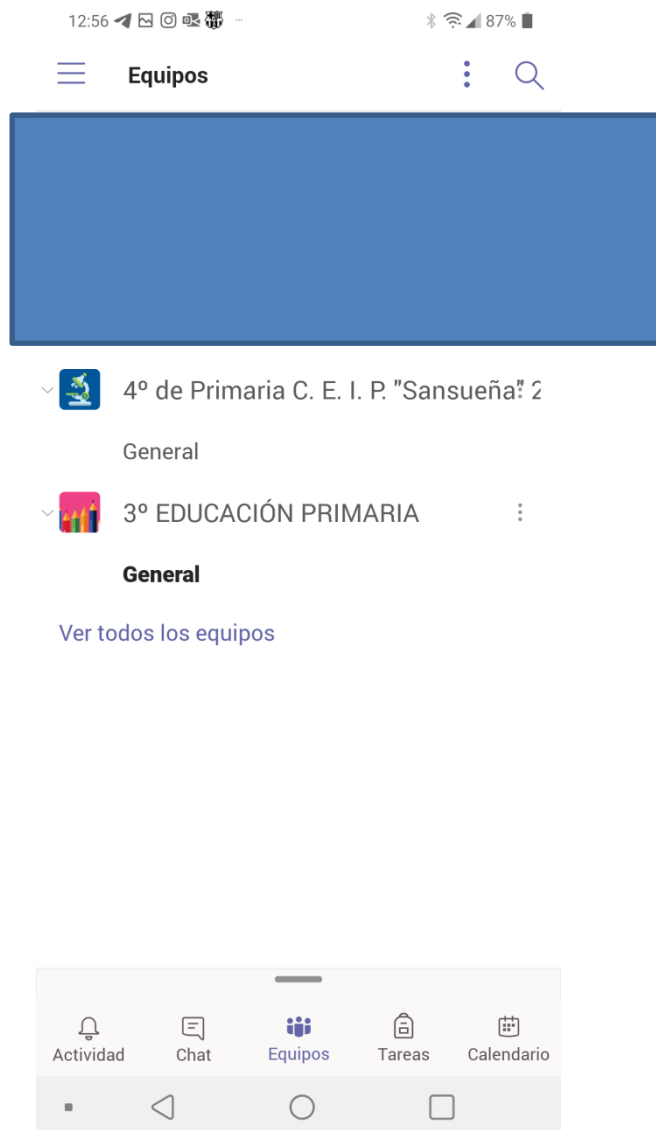 12:56 87%
Equipos
4º de Primaria C. E. I. P. "Sansueña" 2
General
3º EDUCACIÓN PRIMARIA
General
Ver todos los equipos
Actividad Chat Equipos Tareas Calendario